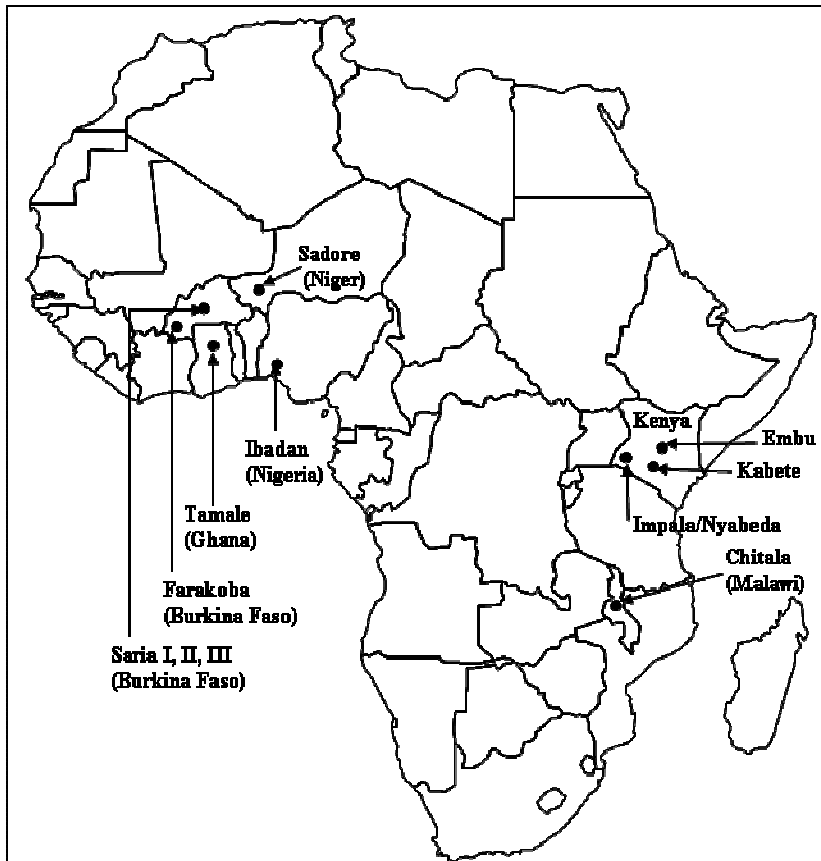 Sadore
(Niger)
Kenya
Embu
Kabete
Ibadan
(Nigeria)
Tamale
(Ghana)
Impala/Nyabeda
Chitala
(Malawi)
Farakoba
(Burkina Faso)
Saria I, II, III
(Burkina Faso)